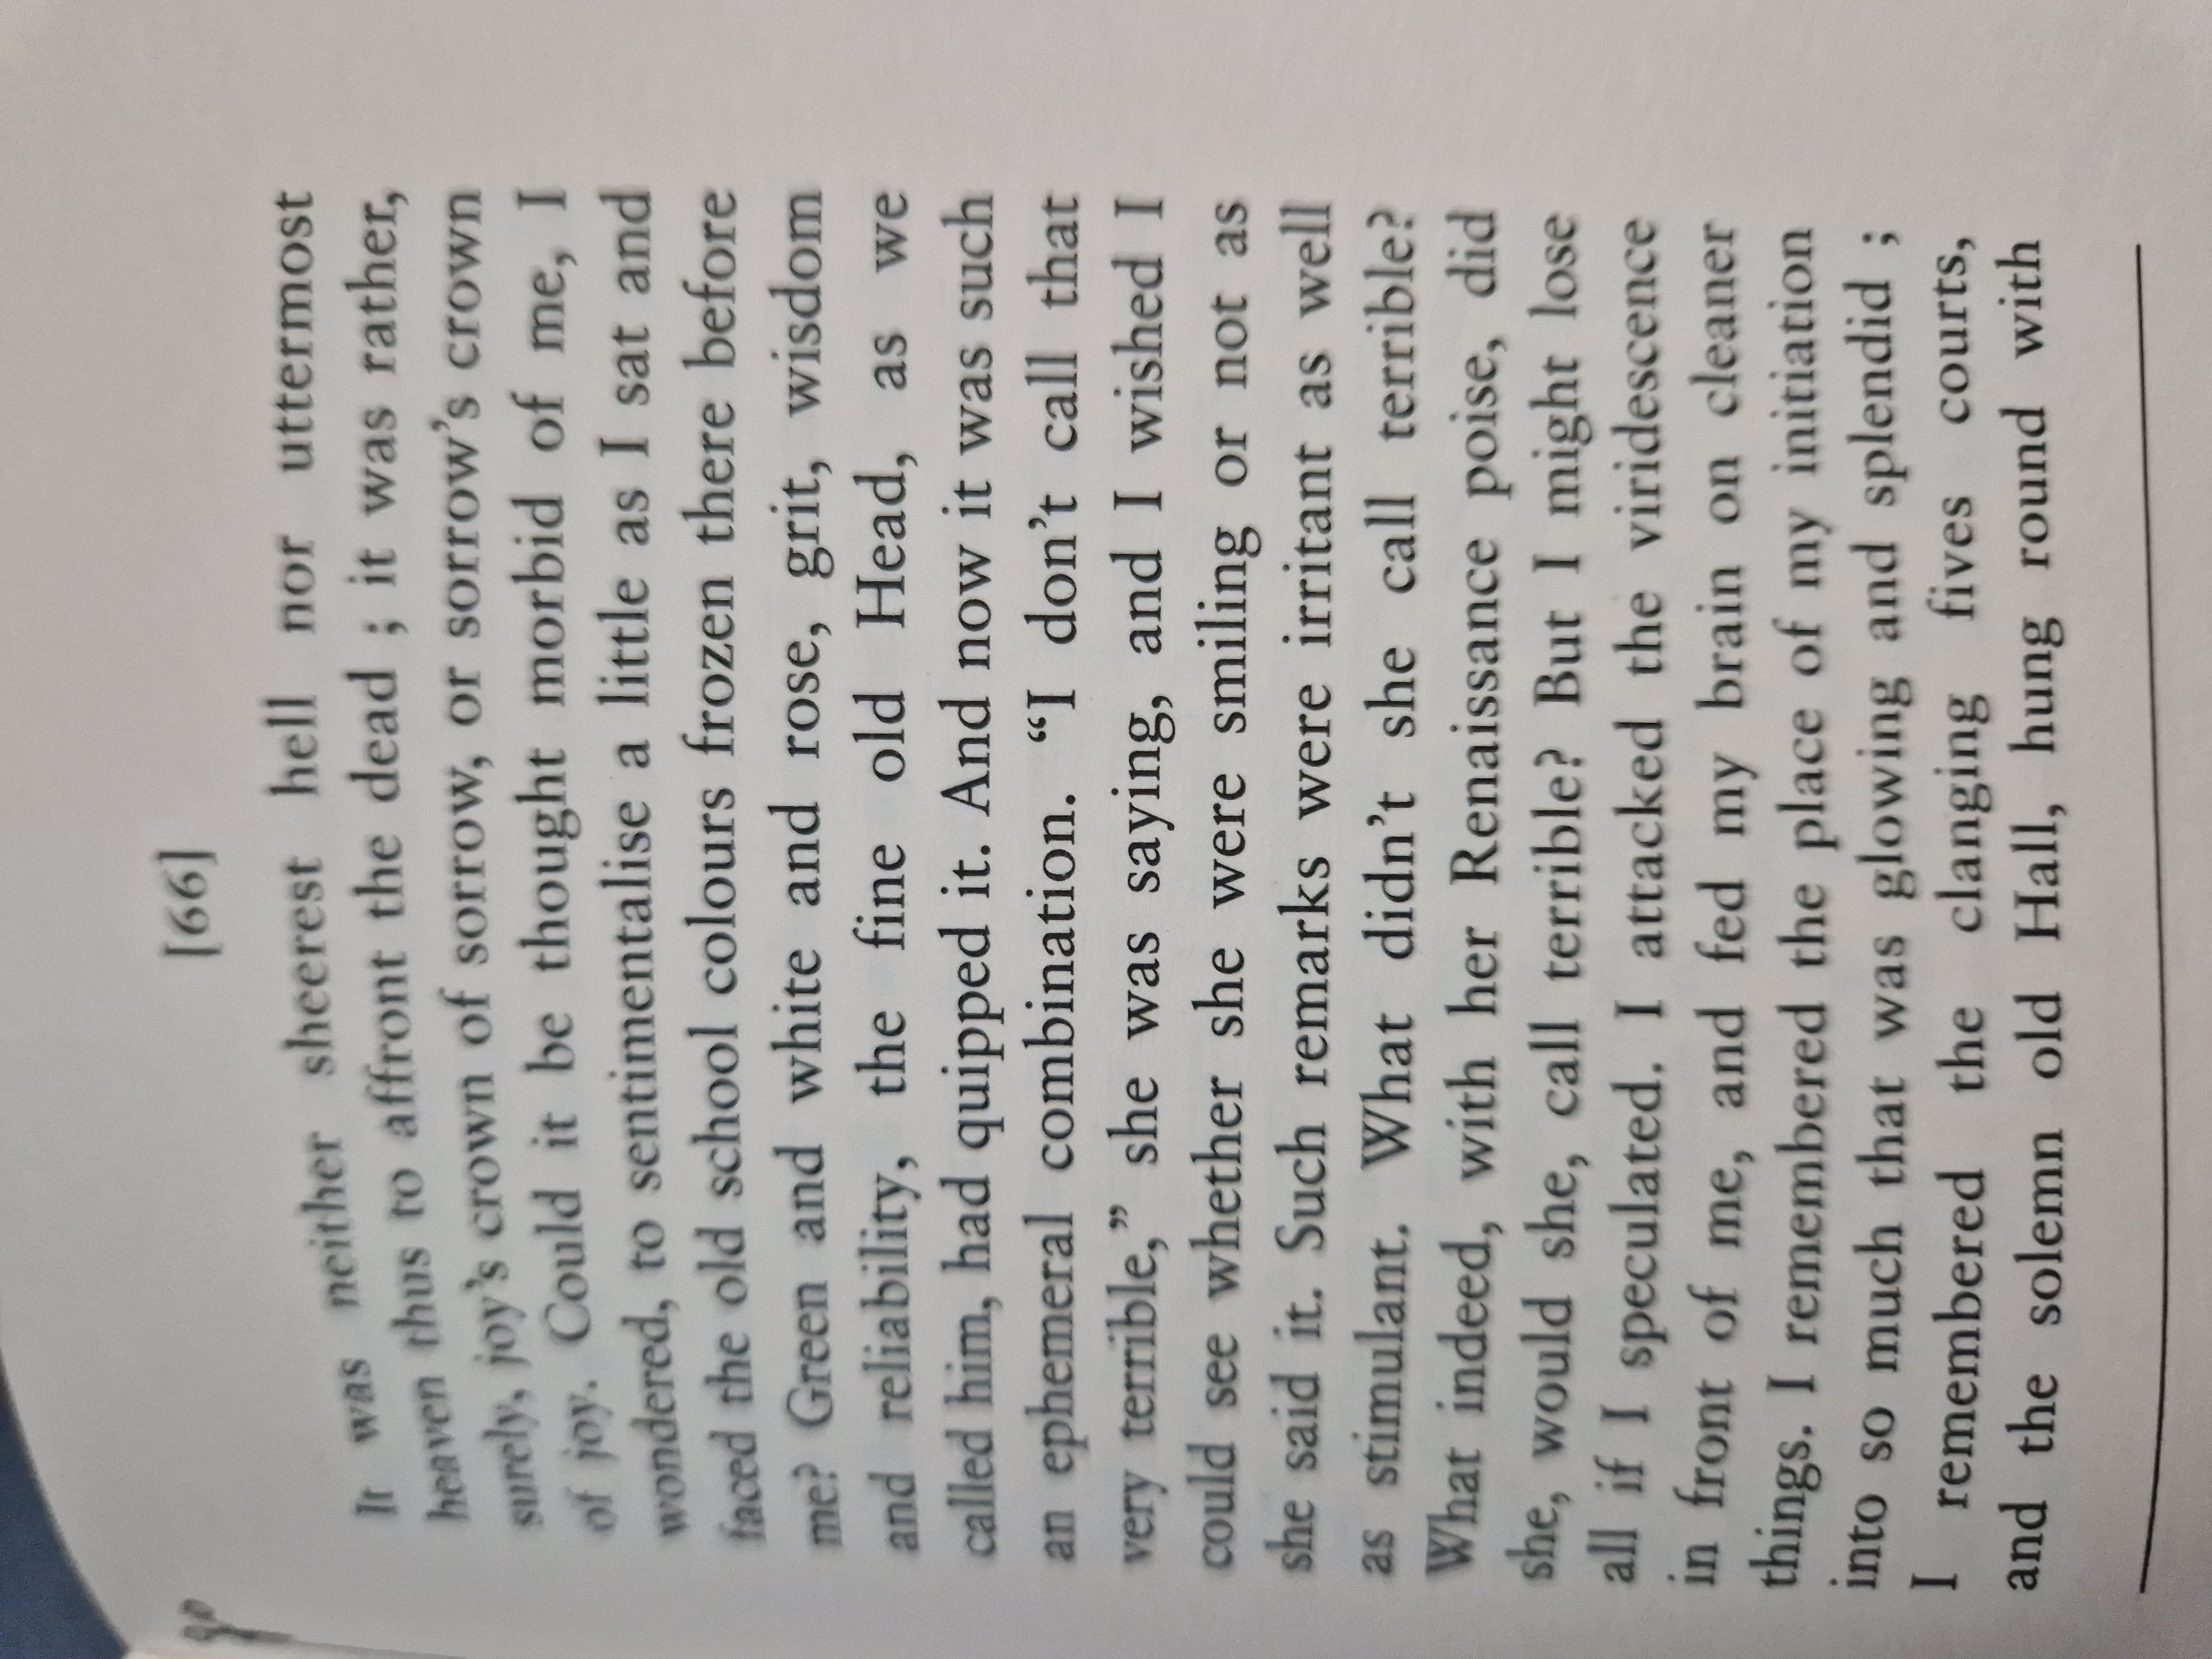 [66]
It was neither sheerest hell nor uttermost
heaven thus to affront the dead ; it was rather,
surely, joy's crown of sorrow, or sorrow's crown
of joy. Could it be thought morbid of me, I
wondered, to sentimentalise a little as I sat and
faced the old school colours frozen there before
me? Green and white and rose, grit, wisdom
and reliability, the fine old Head, as we
called him, had quipped it. And now it was such
an ephemeral combination. “I don't call that
very terrible,” she was saying, and I wished I
could see whether she were smiling or not as
she said it. Such remarks were irritant as well
as stimulant. What didn't she call terrible?
What indeed, with her Renaissance poise, did
she, would she, call terrible? But I might lose
all if I speculated. I attacked the viridescence
in front of me, and fed my brain on cleaner
things. I remembered the place of my initiation
into so much that was glowing and splendid ;
I remembered the clanging fives courts,
and the solemn old Hall, hung round with